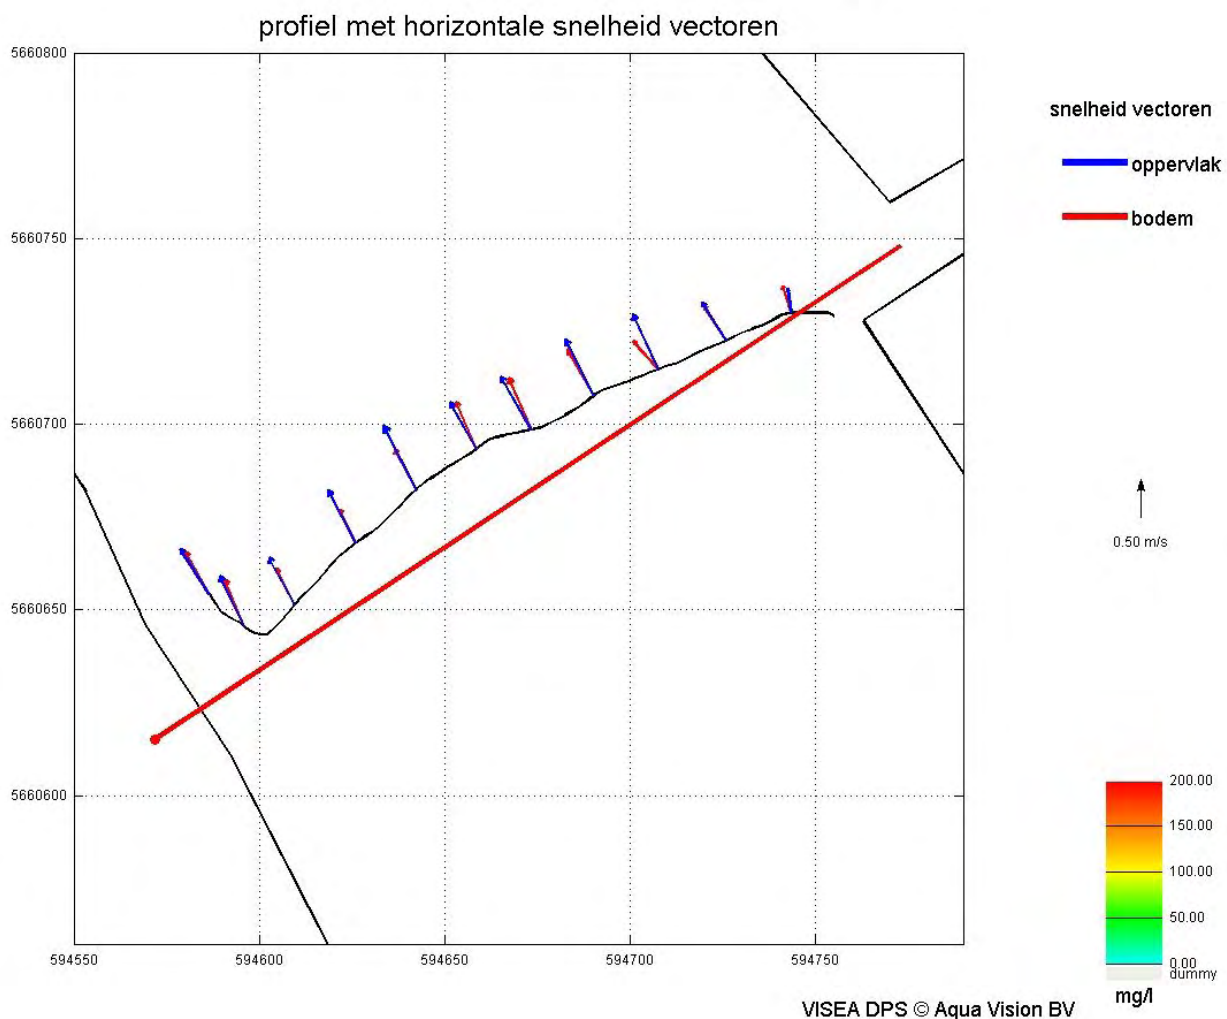 profiel met horizontale snelheid vectoren
5660800
5660750
5660700
5660650
5660600
594550
594600
594650
594700
594750
snelheid vectoren
oppervlak
bodem
0.50 m/s
200.00
150.00
100.00
50.00
0.00
dummy
mg/l
VISEA DPS © Aqua Vision BV